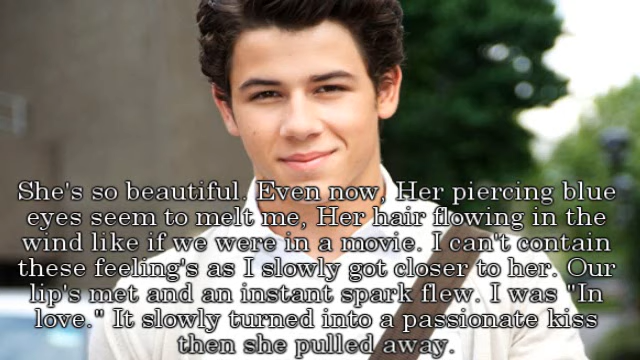 She's so beautiful. Even now, Her piercing blue
eyes seem to melt me, Her hair flowing in the
wind like if we were in a movie. I can't contain
these feeling's as I slowly got closer to her. Our
lip's met and an instant spark flew. I was "In
love." It slowly turned into a passionate kiss
then she pulled away.